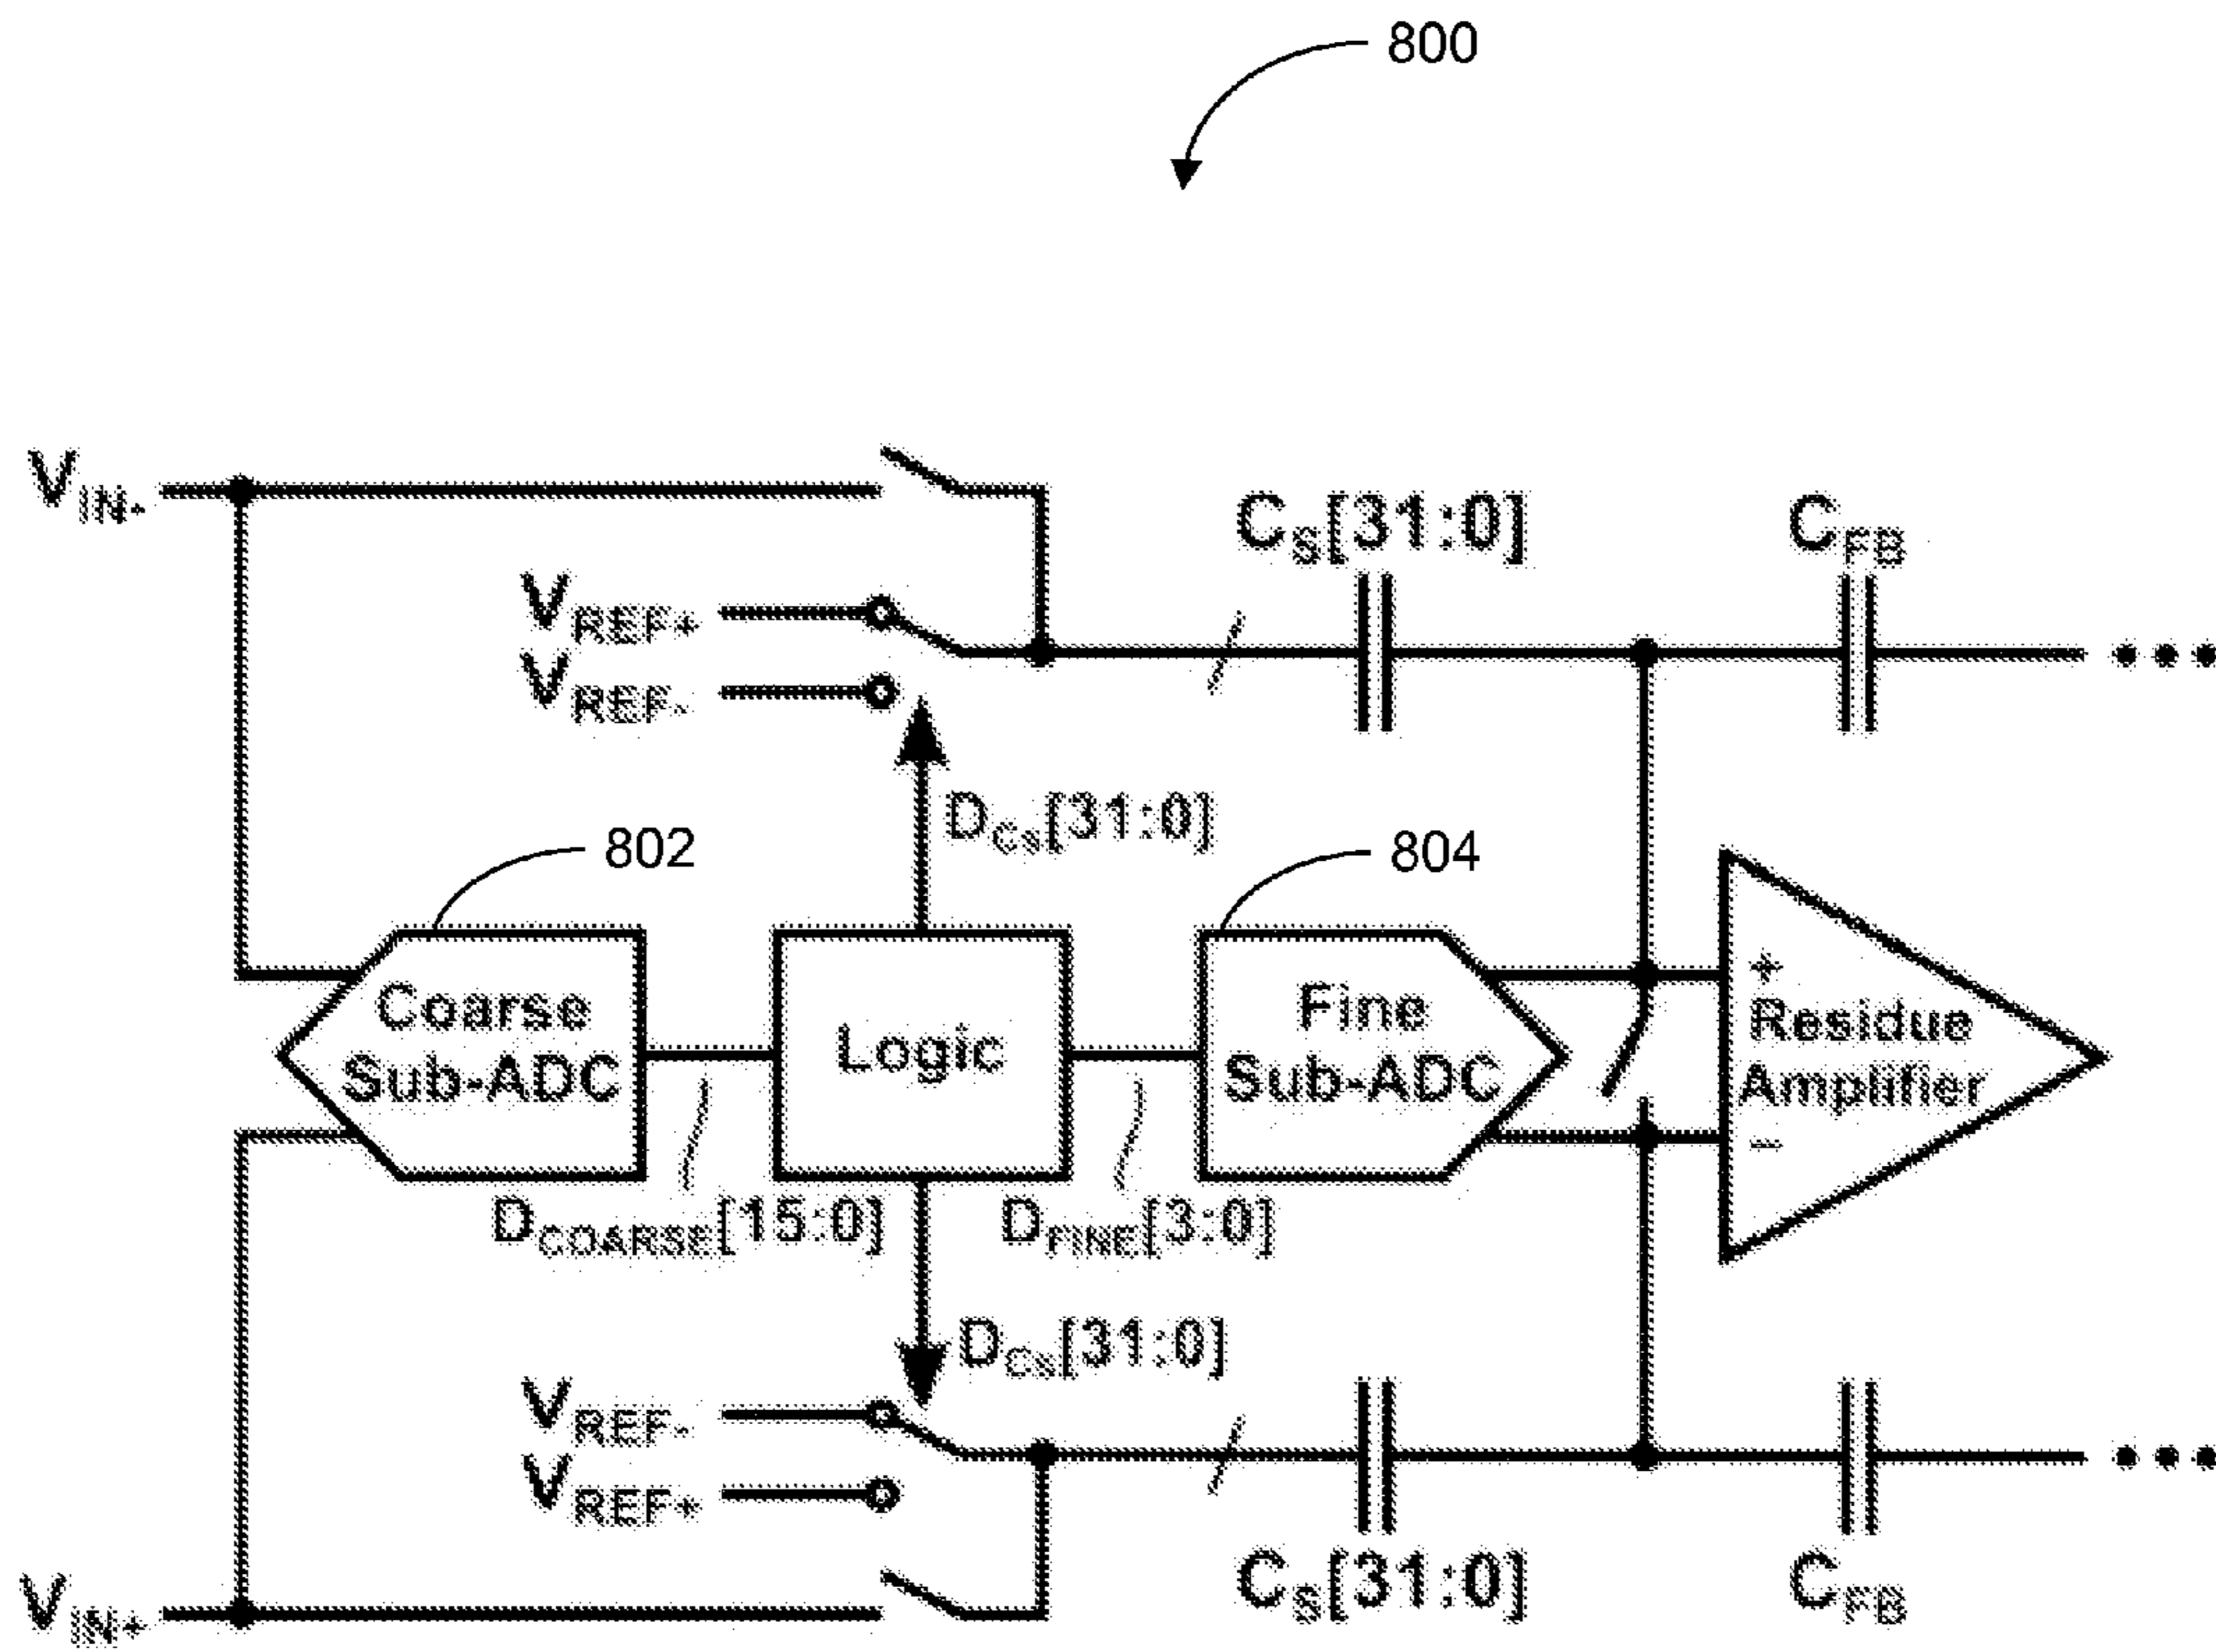 800
VIN-
CS[31:0]
CFB
VREF+
VREF-
DCs[31:0]
802
804
Coarse
Sub-ADC
Logic
Fine
Sub-ADC
+
Residue
Amplifier
−
DCOARSE[15:0]
DFINE[3:0]
DCs[31:0]
VREF-
VREF+
VIN+
CS[31:0]
CFB